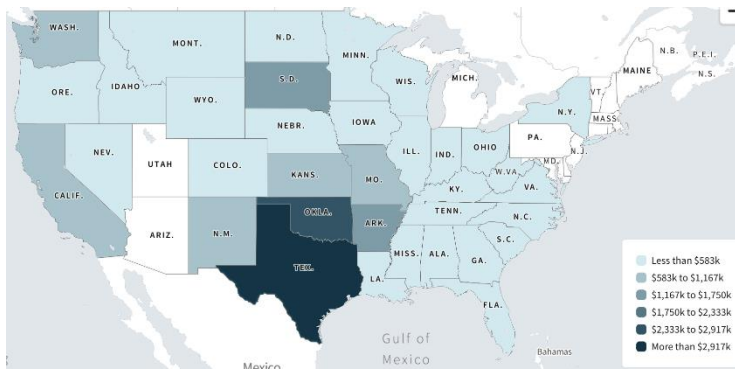 WASH.
MONT.
N.D.
MINN.
N.B.
P.E.I.
MAINE
N.S.
ORE.
IDAHO
S.D.
WIS.
MICH.
VT.
WYO.
N.Y.
MASS
NEBR.
IOWA
PA.
NEV.
UTAH
COLO.
ILL.
IND.
OHIO
N.J.
MD.
W.VA.
KANS.
MO.
KY.
VA.
CALIF.
OKLA.
TENN.
N.C.
ARIZ.
N.M.
ARK.
S.C.
MISS.
ALA.
GA.
TEX.
LA.
FLA.
Gulf of
Mexico
Bahamas
Mexico
Less than $583k
$583k to $1,167k
$1,167k to $1,750k
$1,750k to $2,333k
$2,333k to $2,917k
More than $2,917k